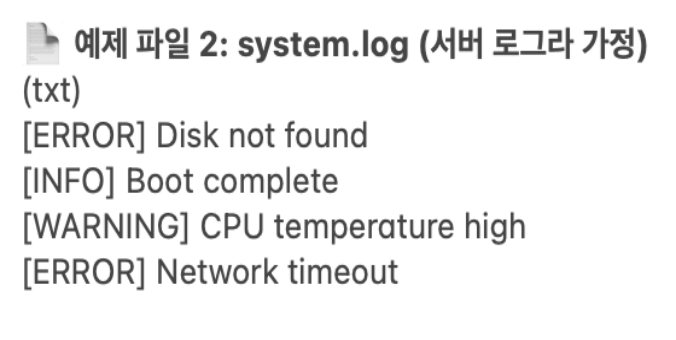 예제 파일 2: system.log (서버 로그라 가정)
(txt)
[ERROR] Disk not found
[INFO] Boot complete
[WARNING] CPU temperature high
[ERROR] Network timeout